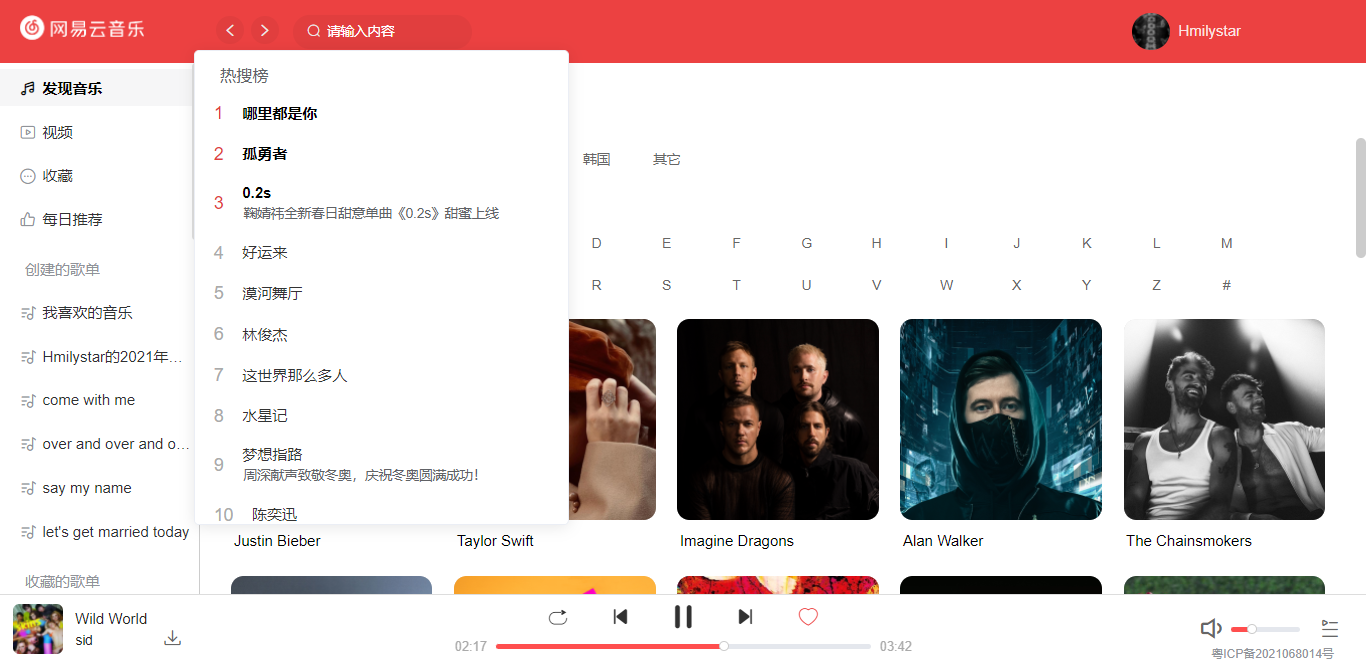 网易云音乐
请输入内容
Hmilystar
发现音乐
视频
收藏
每日推荐
创建的歌单
我喜欢的音乐
Hmilystar的2021年…
come with me
over and over and o…
say my name
let's get married today
收藏的歌单
热搜榜
1 哪里都是你
2 孤勇者
3 0.2s
鞠婧祎全新春日甜意单曲《0.2s》甜蜜上线
4 好运来
5 漠河舞厅
6 林俊杰
7 这世界那么多人
8 水星记
9 梦想指路
周深献声致敬冬奥，庆祝冬奥圆满成功！
10 陈奕迅
韩国 其它
D E F G H I J K L M
R S T U V W X Y Z #
Justin Bieber Taylor Swift Imagine Dragons Alan Walker The Chainsmokers
Wild World
sid
02:17 03:42
粤ICP备2021068014号